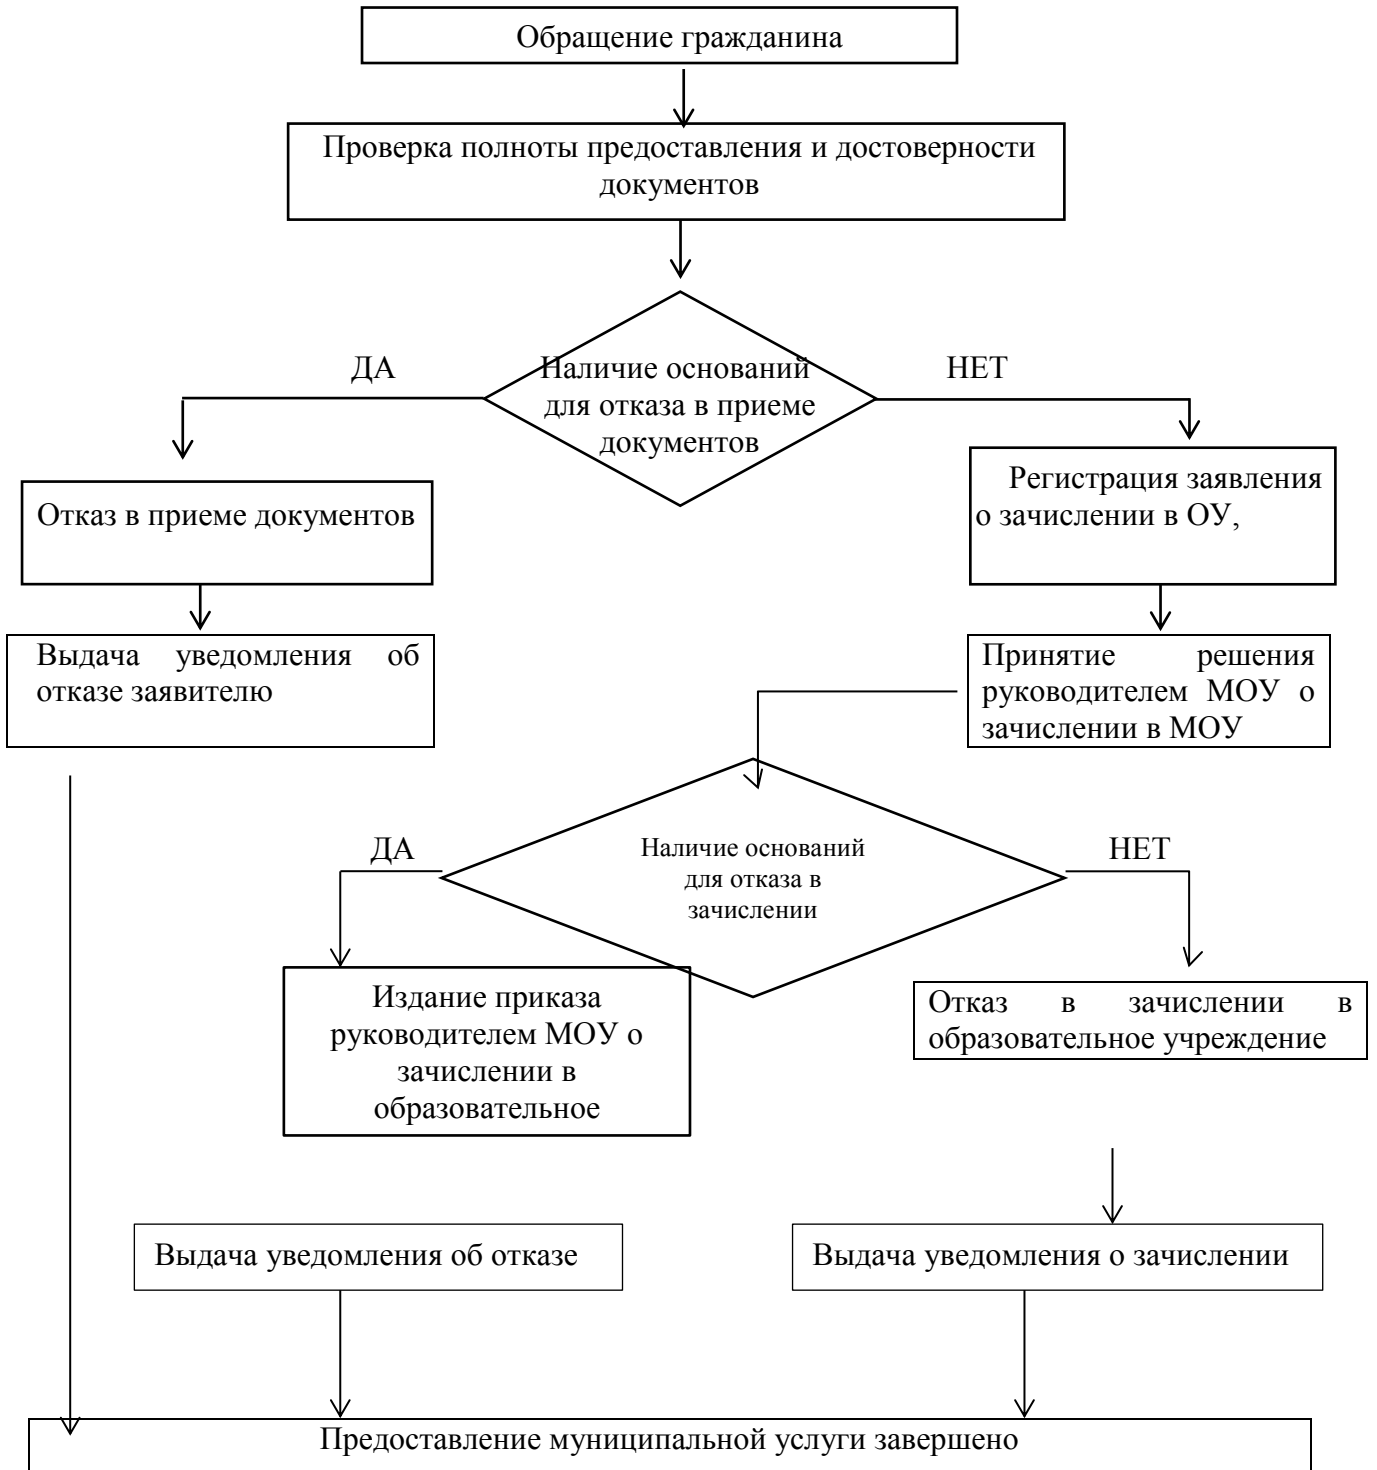 Обращение гражданина
Проверка полноты предоставления и достоверности
документов
ДА
Наличие оснований
для отказа в приеме
документов
НЕТ
Отказ в приеме документов
Регистрация заявления
о зачислении в ОУ,
Выдача уведомления об
отказе заявителю
Принятие решения
руководителем МОУ о
зачислении в МОУ
ДА
Наличие оснований
для отказа в
зачислении
НЕТ
Издание приказа
руководителем МОУ о
зачислении в
образовательное
Отказ в зачислении в
образовательное учреждение
Выдача уведомления об отказе
Выдача уведомления о зачислении
Предоставление муниципальной услуги завершено